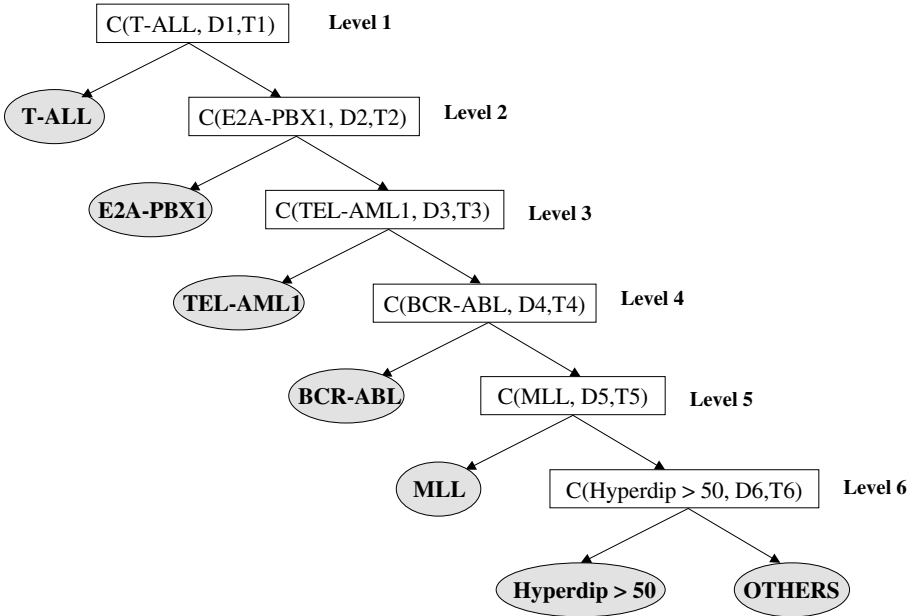 C(T-ALL, D1,T1)
Level 1
T-ALL
C(E2A-PBX1, D2,T2)
Level 2
E2A-PBX1
C(TEL-AML1, D3,T3)
Level 3
TEL-AML1
C(BCR-ABL, D4,T4)
Level 4
BCR-ABL
C(MLL, D5,T5)
Level 5
MLL
C(Hyperdip > 50, D6,T6)
Level 6
Hyperdip > 50
OTHERS